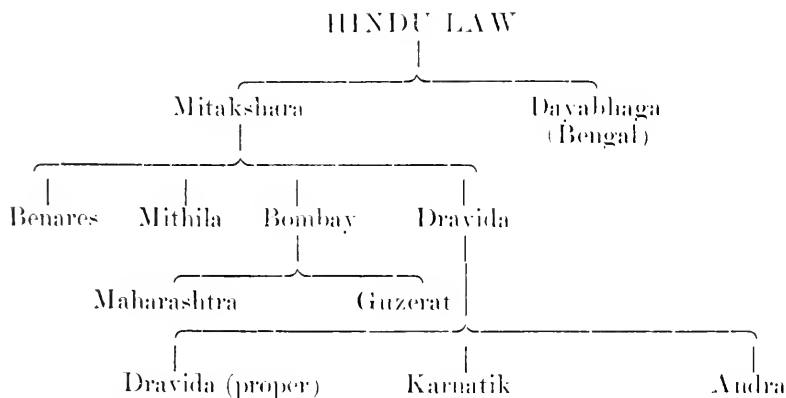 HINDU LAW
Mitakshara Dayabhaga
(Bengal)
Benares Mithila Bombay Dravida
Maharashtra Guzerat
Dravida (proper) Karnatik Andra